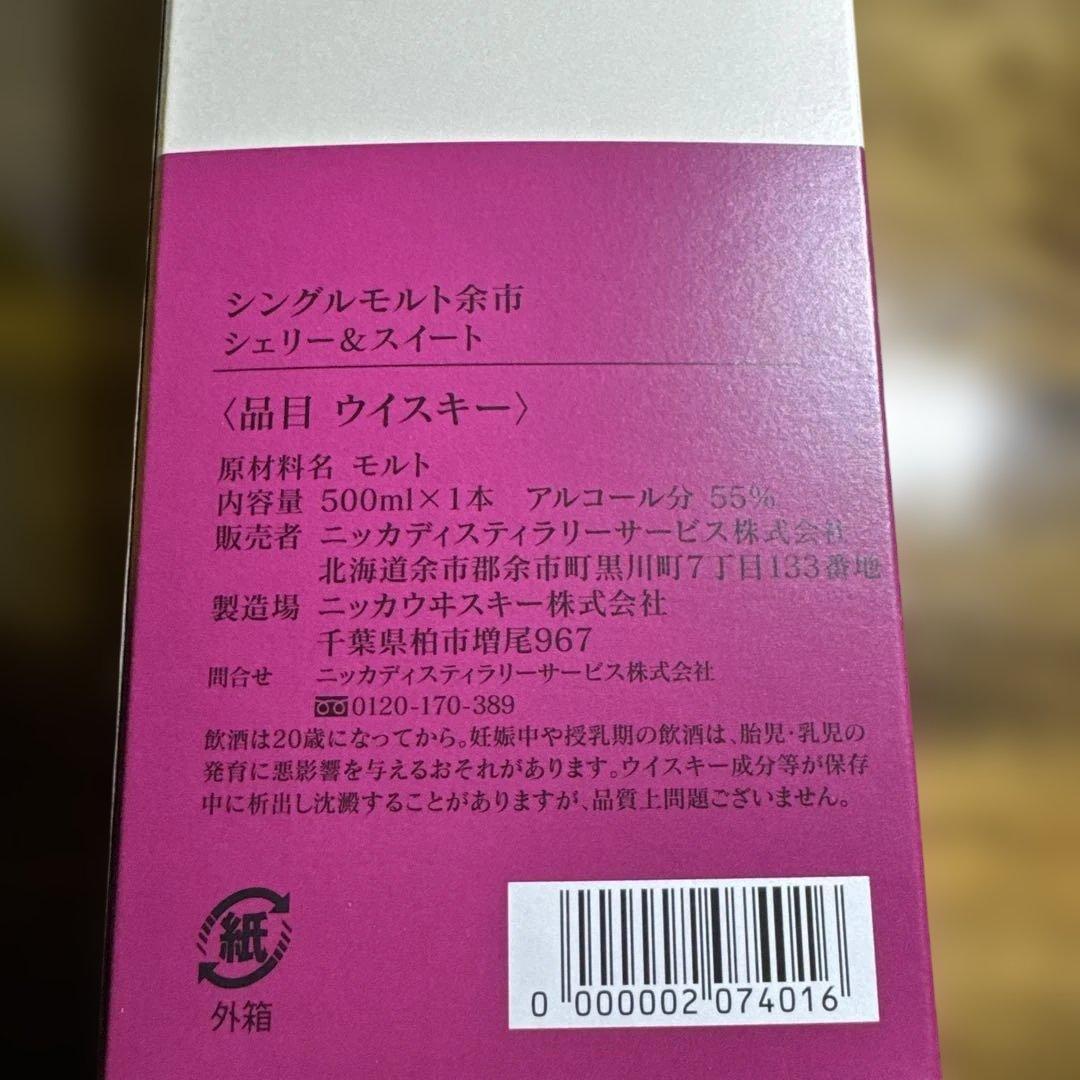 シングルモルト余市
シェリー＆スイート
〈品目 ウイスキー〉
原材料名 モルト
内容量 500ml×1本 アルコール分 55%
販売者 ニッカディスティラリーサービス株式会社
北海道余市郡余市町黒川町7丁目133番地
製造場 ニッカウヰスキー株式会社
千葉県柏市増尾967
問合せ ニッカディスティラリーサービス株式会社
0120-170-389
飲酒は20歳になってから。妊娠中や授乳期の飲酒は、胎児・乳児の
発育に悪影響を与えるおそれがあります。ウイスキー成分等が保存
中に析出し沈澱することがありますが、品質上問題ございません。
紙
外箱
0 000002 074016